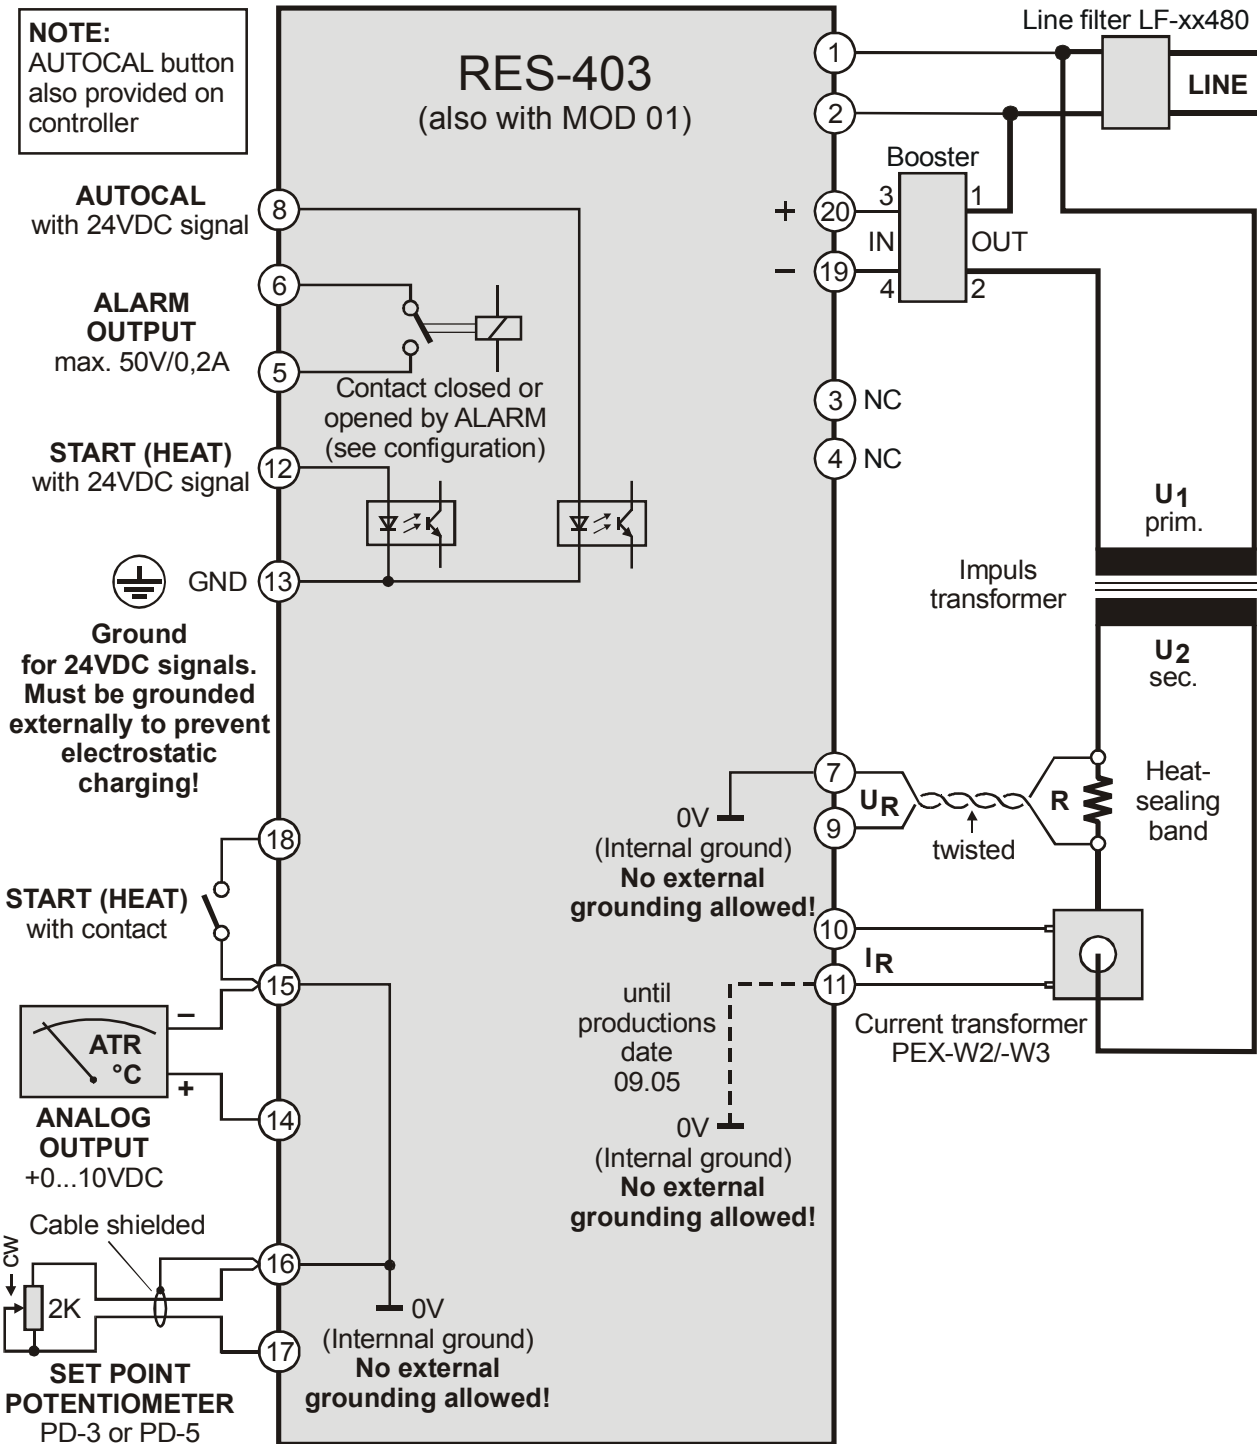 NOTE:
AUTOCAL button
also provided on
controller
RES-403
(also with MOD 01)
Line filter LF-xx480
LINE
1
2
Booster
3
1
+
20
IN
OUT
−
19
4
2
AUTOCAL
with 24VDC signal
8
6
ALARM
OUTPUT
max. 50V/0,2A
5
Contact closed or
opened by ALARM
(see configuration)
3
NC
4
NC
START (HEAT)
with 24VDC signal
12
U1
prim.
GND
13
Impuls
transformer
Ground
for 24VDC signals.
Must be grounded
externally to prevent
electrostatic
charging!
U2
sec.
7
UR
9
twisted
R
Heat-
sealing
band
0V
(Internal ground)
No external
grounding allowed!
18
START (HEAT)
with contact
15
10
IR
11
until
productions
date
09.05
Current transformer
PEX-W2/-W3
0V
(Internal ground)
No external
grounding allowed!
−
ATR
°C
+
ANALOG
OUTPUT
+0...10VDC
14
Cable shielded
CW
2K
16
17
0V
(Internnal ground)
No external
grounding allowed!
SET POINT
POTENTIOMETER
PD-3 or PD-5